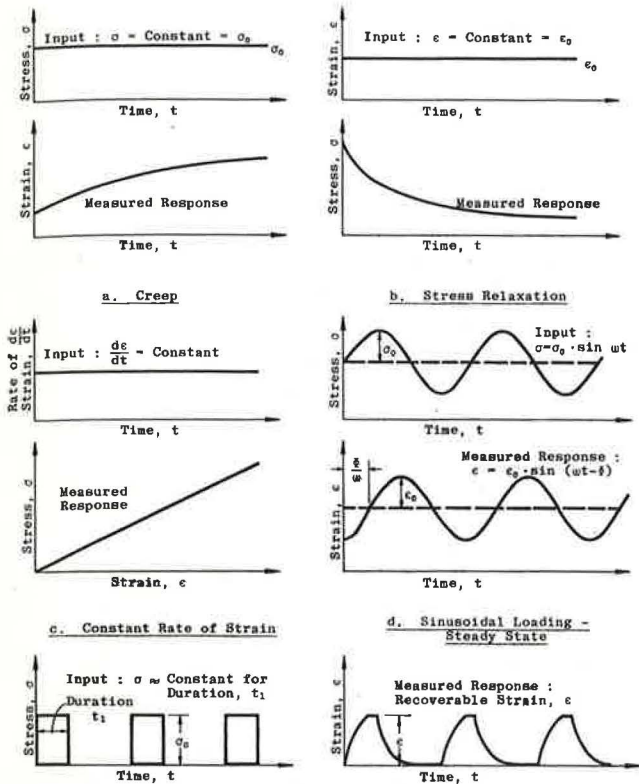 Input : σ = Constant = σ₀
σ₀
Stress, σ
Time, t
Strain, ε
Measured Response
Time, t
a. Creep
Input : ε = Constant = ε₀
ε₀
Strain, ε
Time, t
Stress, σ
Measured Response
Time, t
b. Stress Relaxation
Rate of Strain, dε/dt
Input : dε/dt = Constant
Time, t
Stress, σ
Measured Response
Strain, ε
c. Constant Rate of Strain
Input :
σ=σ₀ · sin ωt
σ₀
Stress, σ
Time, t
Measured Response :
ε = ε₀ · sin (ωt-ϕ)
ϕ/ω
ε₀
Strain, ε
Time, t
d. Sinusoidal Loading -
Steady State
Input : σ ≈ Constant for
Duration, t₁
Duration
t₁
σ₀
Stress, σ
Time, t
Measured Response :
Recoverable Strain, ε
ε
Strain, ε
Time, t